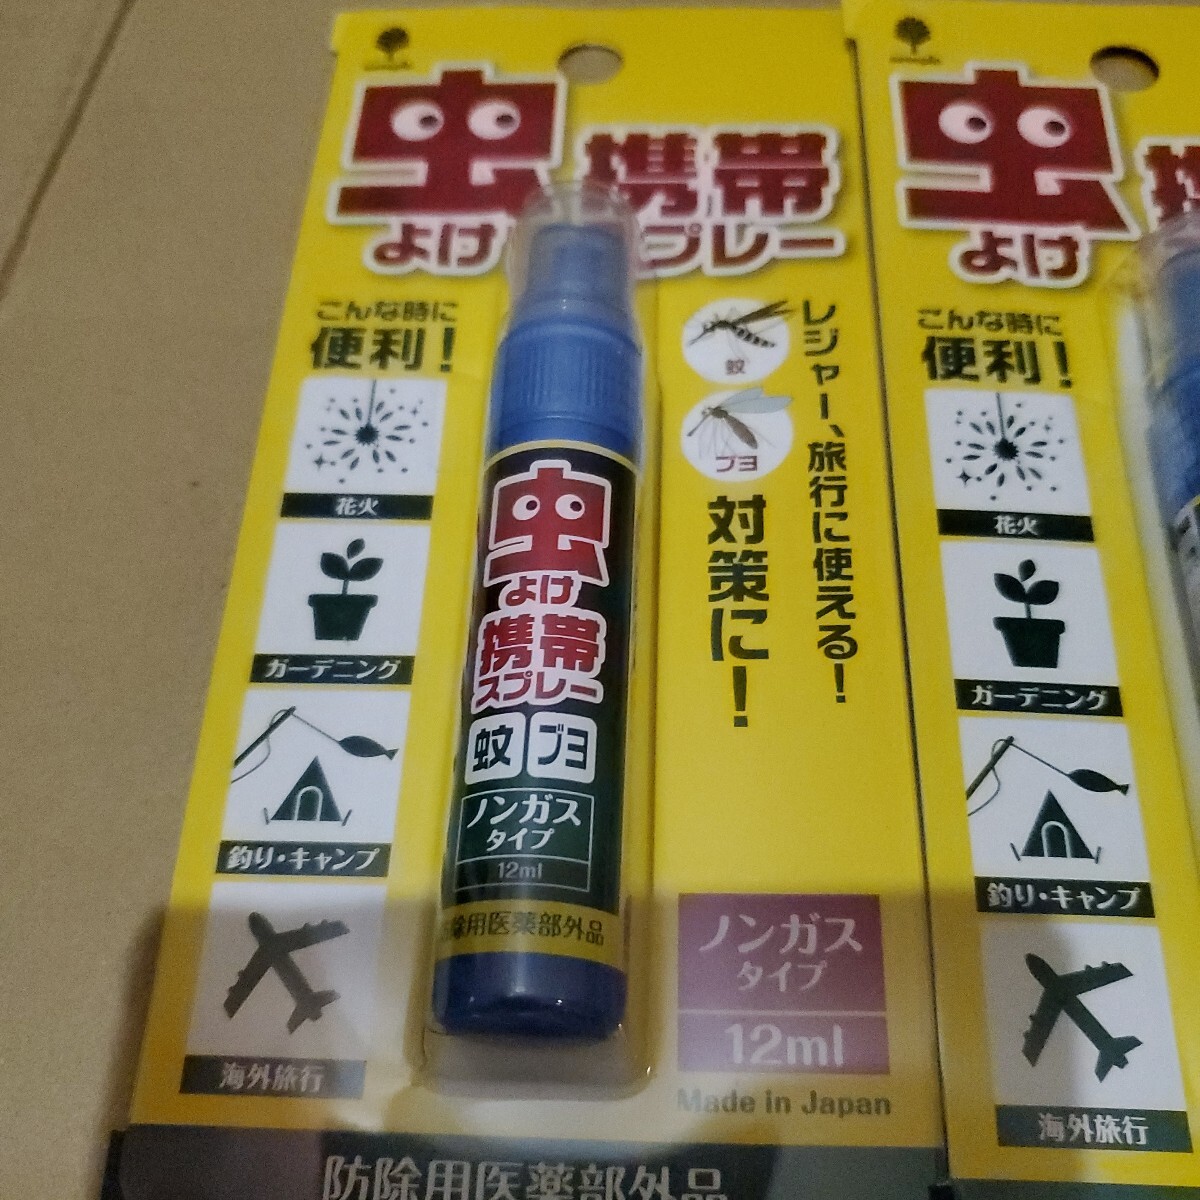 虫よけ携帯スプレー
こんな時に
便利!
花火
ガーデニング
釣り・キャンプ
海外旅行
虫
よけ
携帯
スプレー
蚊 ブヨ
ノンガス
タイプ
12ml
防除用医薬部外品
レジャー、旅行に使える!
蚊
ブヨ
対策に!
ノンガス
タイプ
12ml
Made in Japan
防除用医薬部外品
虫
よけ
こんな時に
便利!
花火
ガーデニング
釣り・キャンプ
海外旅行